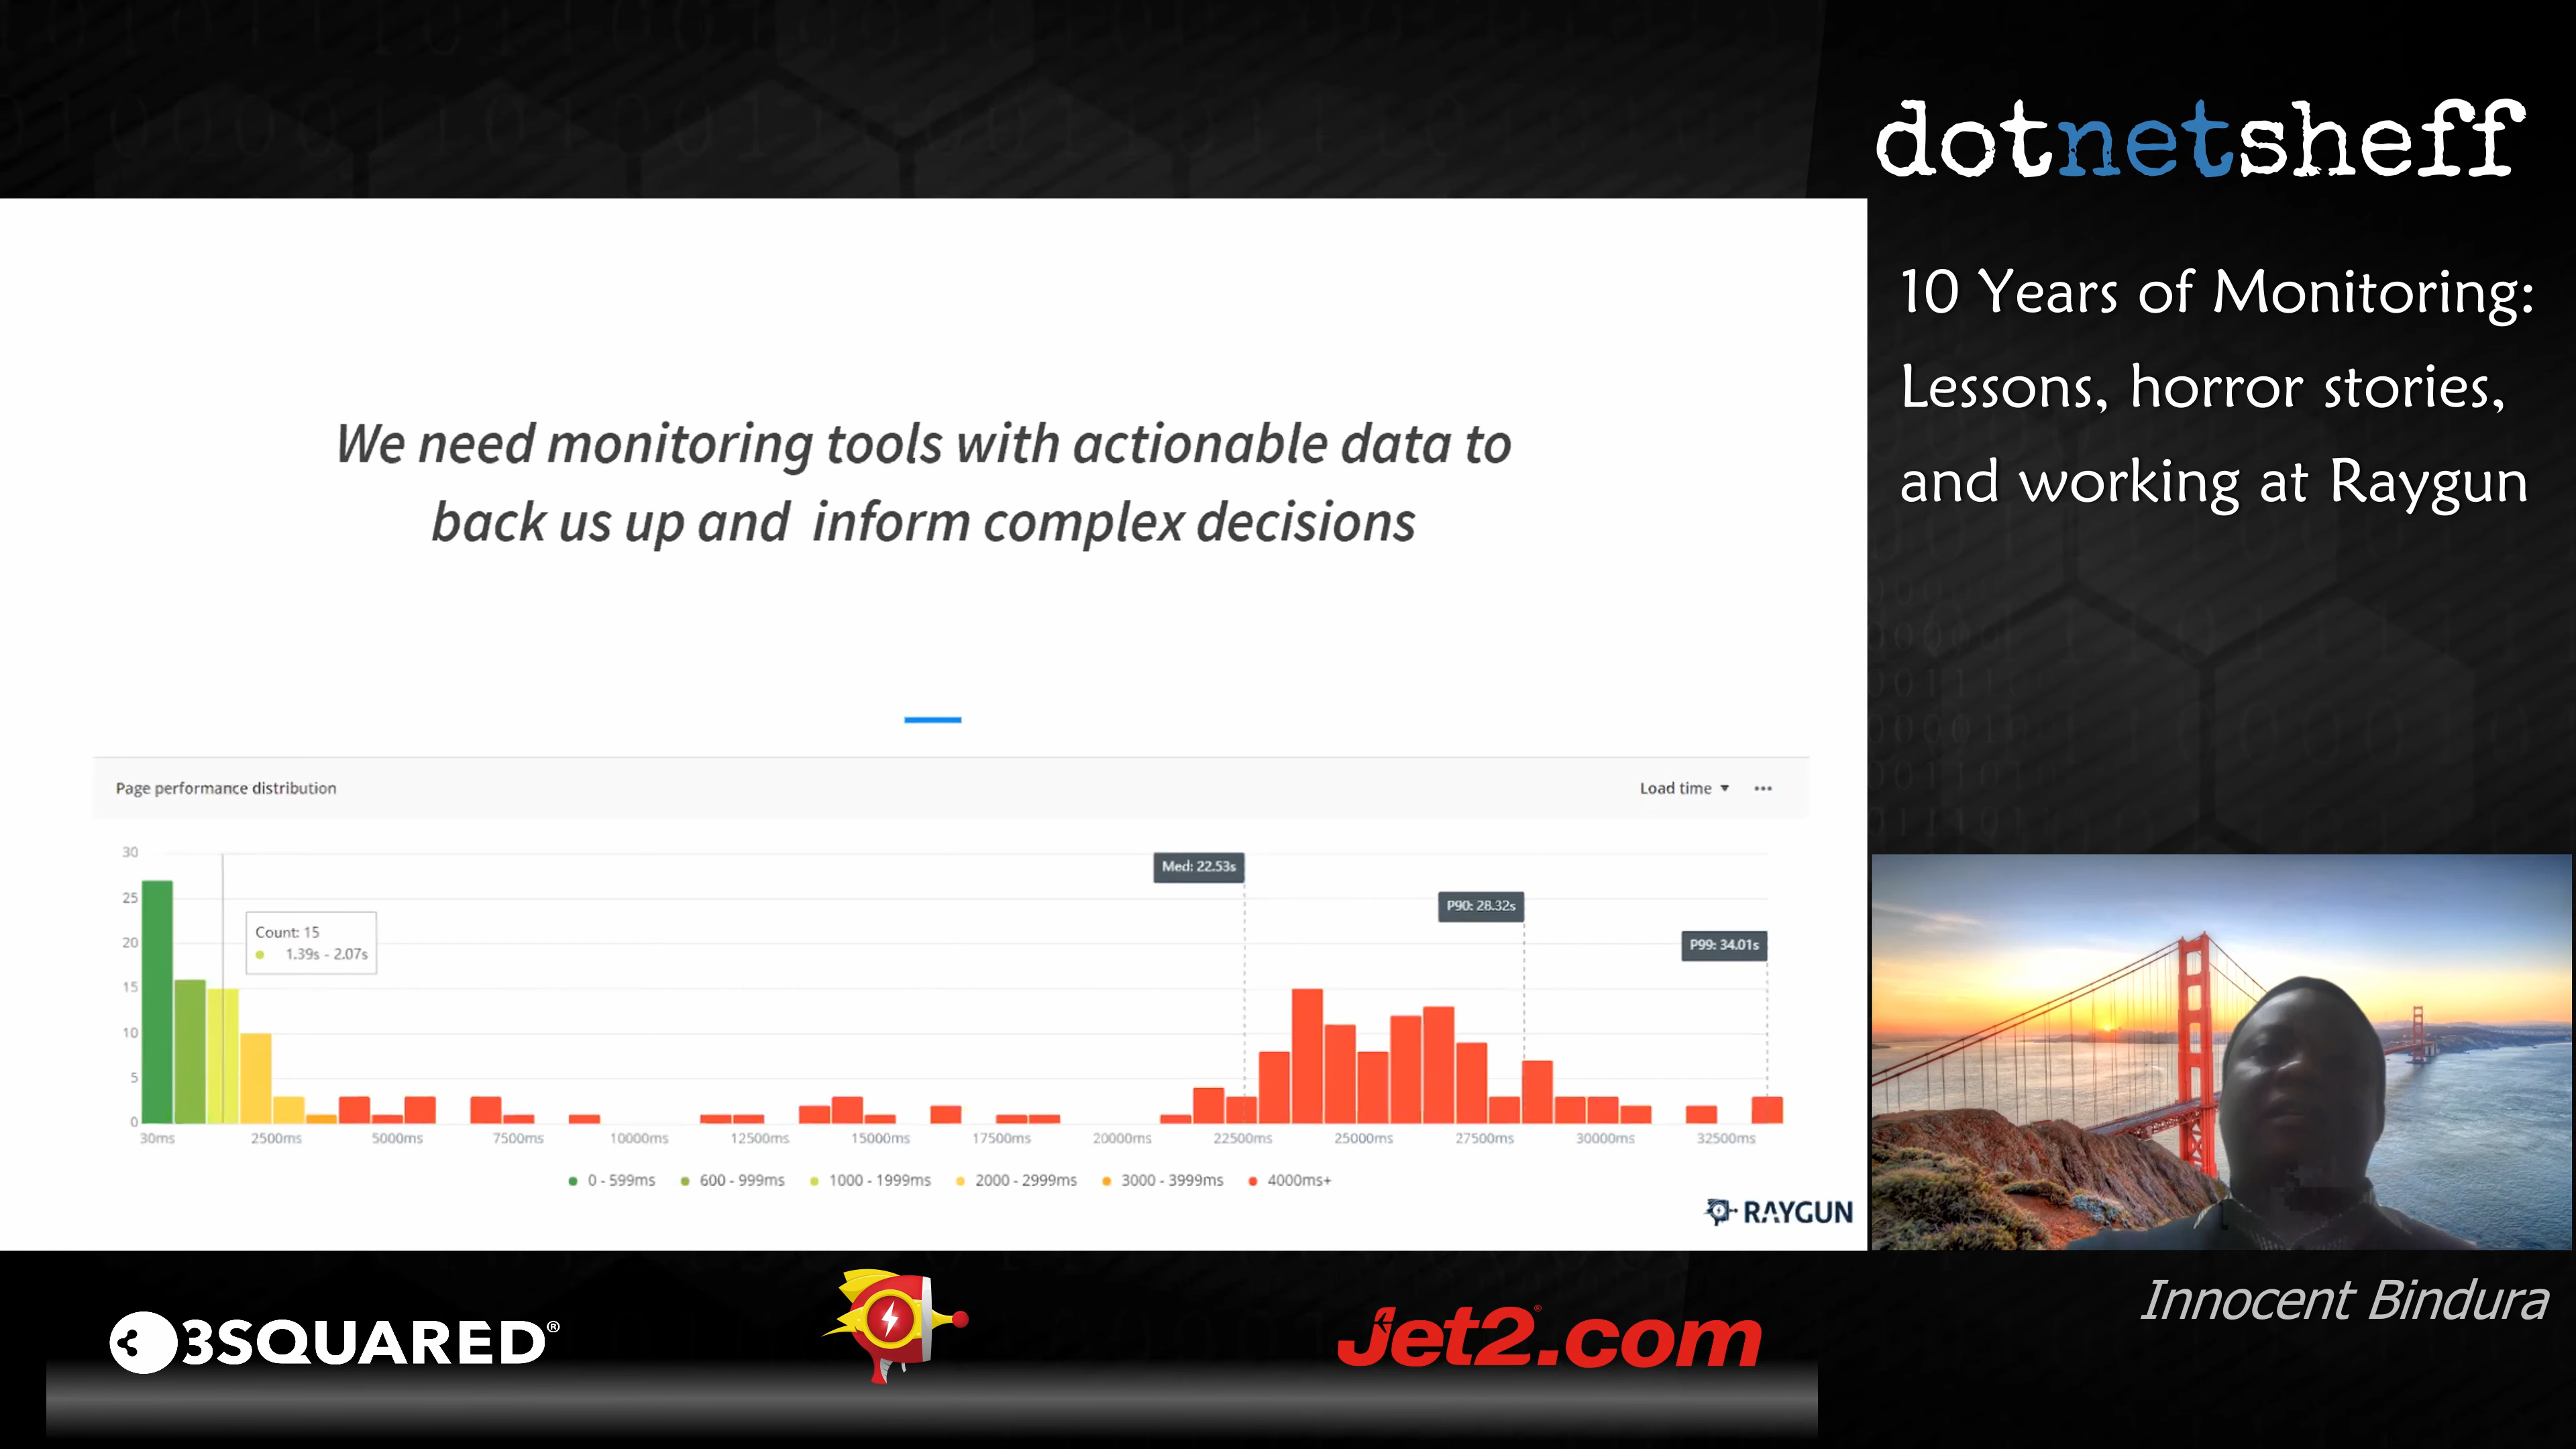 dotnetsheff
10 Years of Monitoring:
Lessons, horror stories,
and working at Raygun
We need monitoring tools with actionable data to
back us up and  inform complex decisions
Page performance distribution
Load time
30
25
20
15
10
5
0
Med: 22.53s
P90: 28.32s
P99: 34.01s
Count: 15
1.39s - 2.07s
30ms 2500ms 5000ms 7500ms 10000ms 12500ms 15000ms 17500ms 20000ms 22500ms 25000ms 27500ms 30000ms 32500ms
0 - 599ms 600 - 999ms 1000 - 1999ms 2000 - 2999ms 3000 - 3999ms 4000ms+
RAYGUN
Innocent Bindura
3SQUARED®
Jet2.com